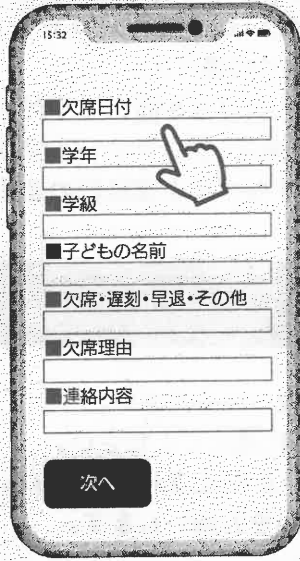 15:32
■欠席日付
■学年
■学級
■子どもの名前
■欠席・遅刻・早退・その他
■欠席理由
■連絡内容
次へ